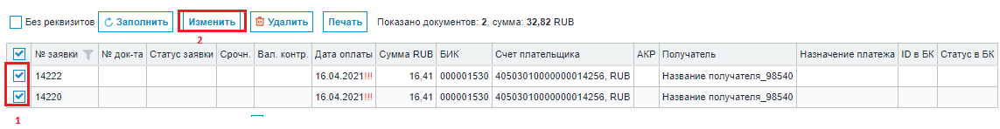 Без реквизитов Заполнить Изменить Удалить Печать Показано документов: 2, сумма: 32,82 RUB
2
№ заявки № док-та Статус заявки Срочн. Вал. контр. Дата оплаты Сумма RUB БИК Счет плательщика АКР Получатель Назначение платежа ID в БК Статус в БК
14222 16.04.2021!!! 16,41 000001530 40503010000000014256, RUB Название получателя_98540
14220 16.04.2021!!! 16,41 000001530 40503010000000014256, RUB Название получателя_98540
1